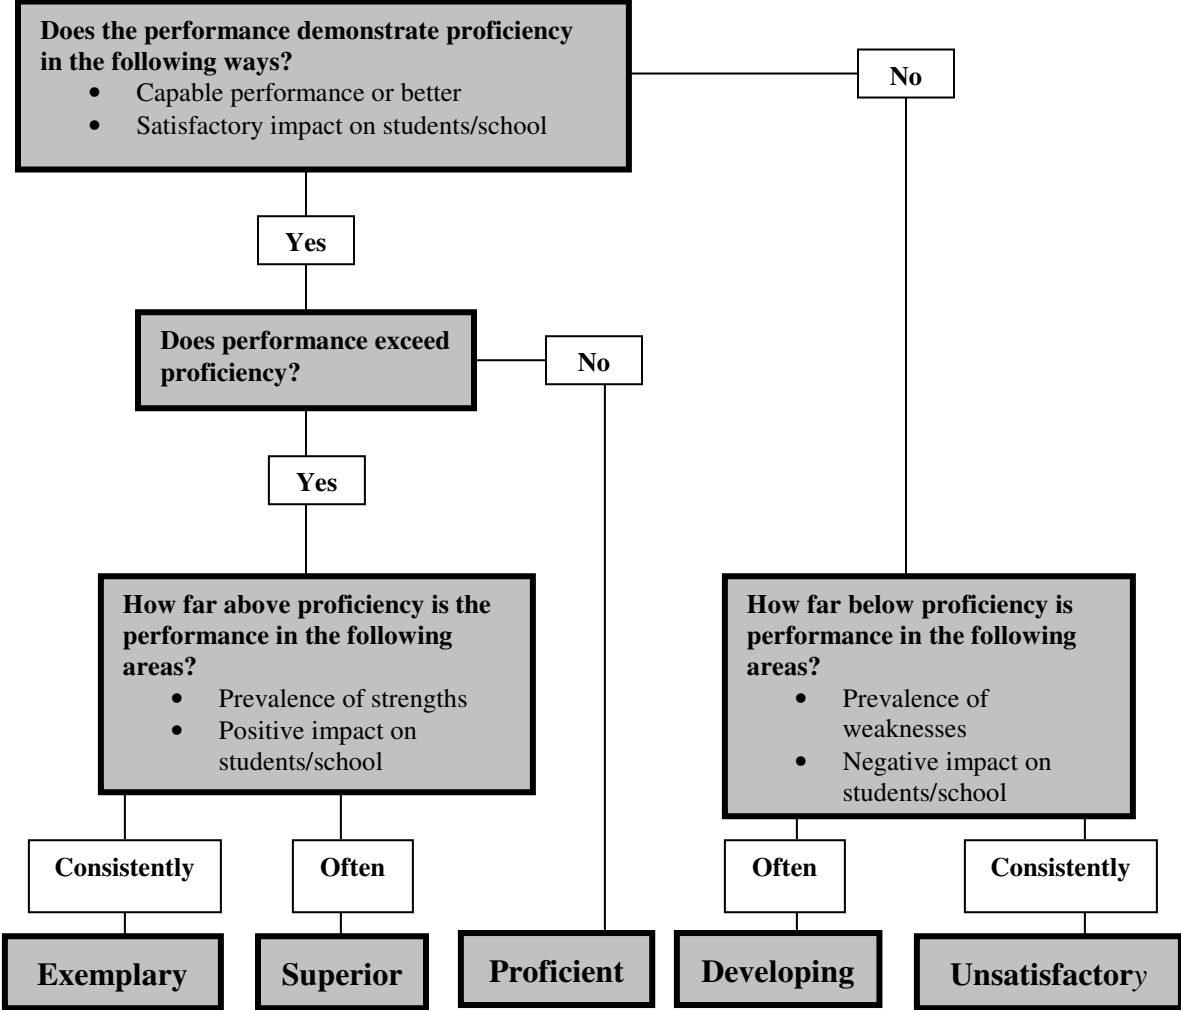 Does the performance demonstrate proficiency
in the following ways?
• Capable performance or better
• Satisfactory impact on students/school
No
Yes
Does performance exceed
proficiency?
No
Yes
How far above proficiency is the
performance in the following
areas?
• Prevalence of strengths
• Positive impact on
students/school
How far below proficiency is
performance in the following
areas?
• Prevalence of
weaknesses
• Negative impact on
students/school
Consistently
Often
Often
Consistently
Exemplary
Superior
Proficient
Developing
Unsatisfactory